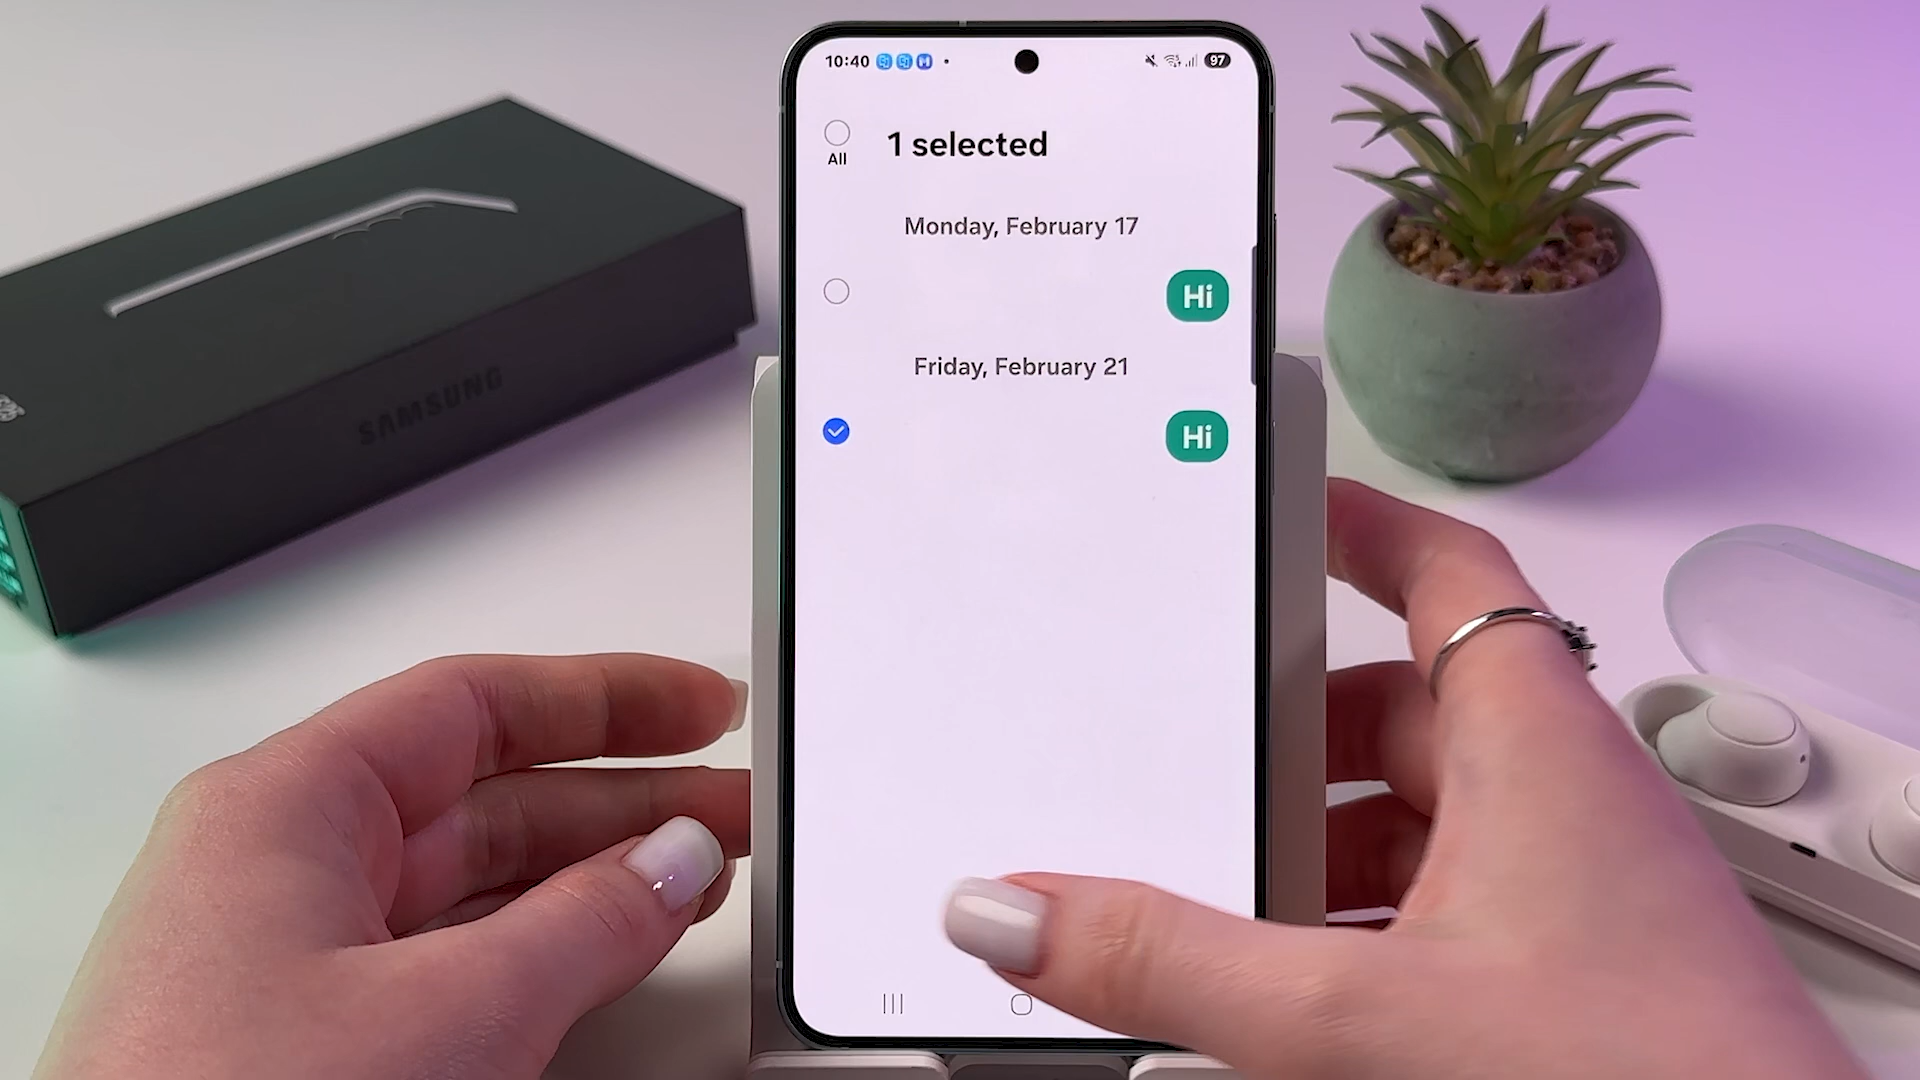 10:40
97
All
1 selected
Monday, February 17
Hi
Friday, February 21
Hi
SAMSUNG